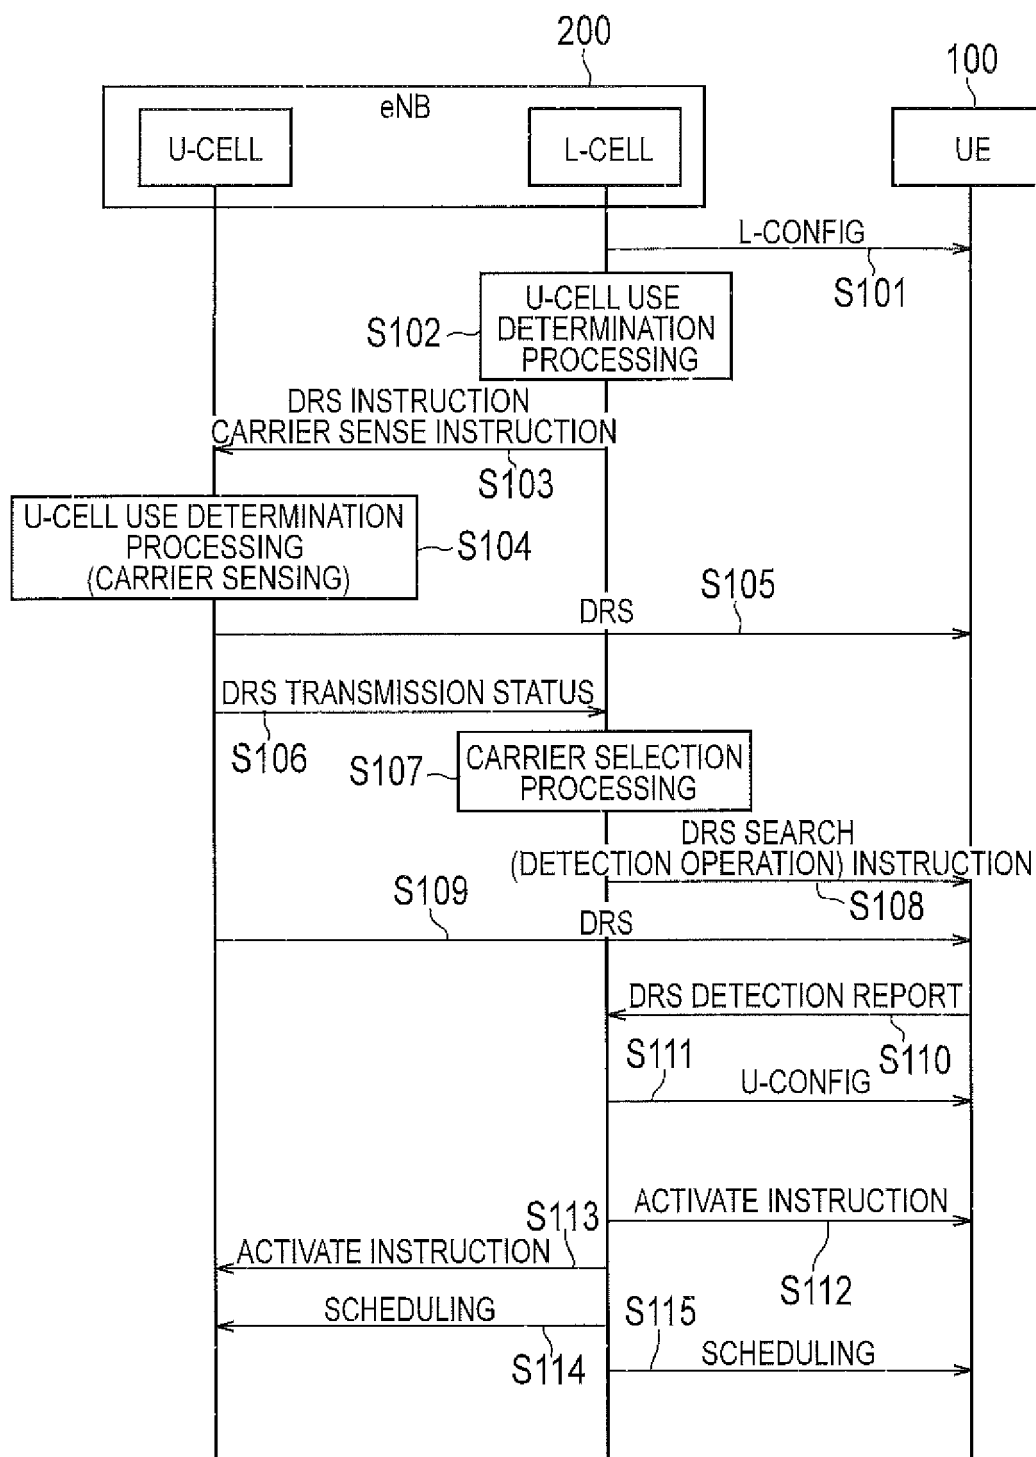 200
100
eNB
U-CELL
L-CELL
UE
L-CONFIG
S101
S102
U-CELL USE
DETERMINATION
PROCESSING
DRS INSTRUCTION
CARRIER SENSE INSTRUCTION
S103
U-CELL USE DETERMINATION
PROCESSING
(CARRIER SENSING)
S104
S105
DRS
DRS TRANSMISSION STATUS
S106
S107
CARRIER SELECTION
PROCESSING
DRS SEARCH
(DETECTION OPERATION) INSTRUCTION
S108
S109
DRS
DRS DETECTION REPORT
S110
S111
U-CONFIG
ACTIVATE INSTRUCTION
S112
S113
ACTIVATE INSTRUCTION
SCHEDULING
S114
S115
SCHEDULING